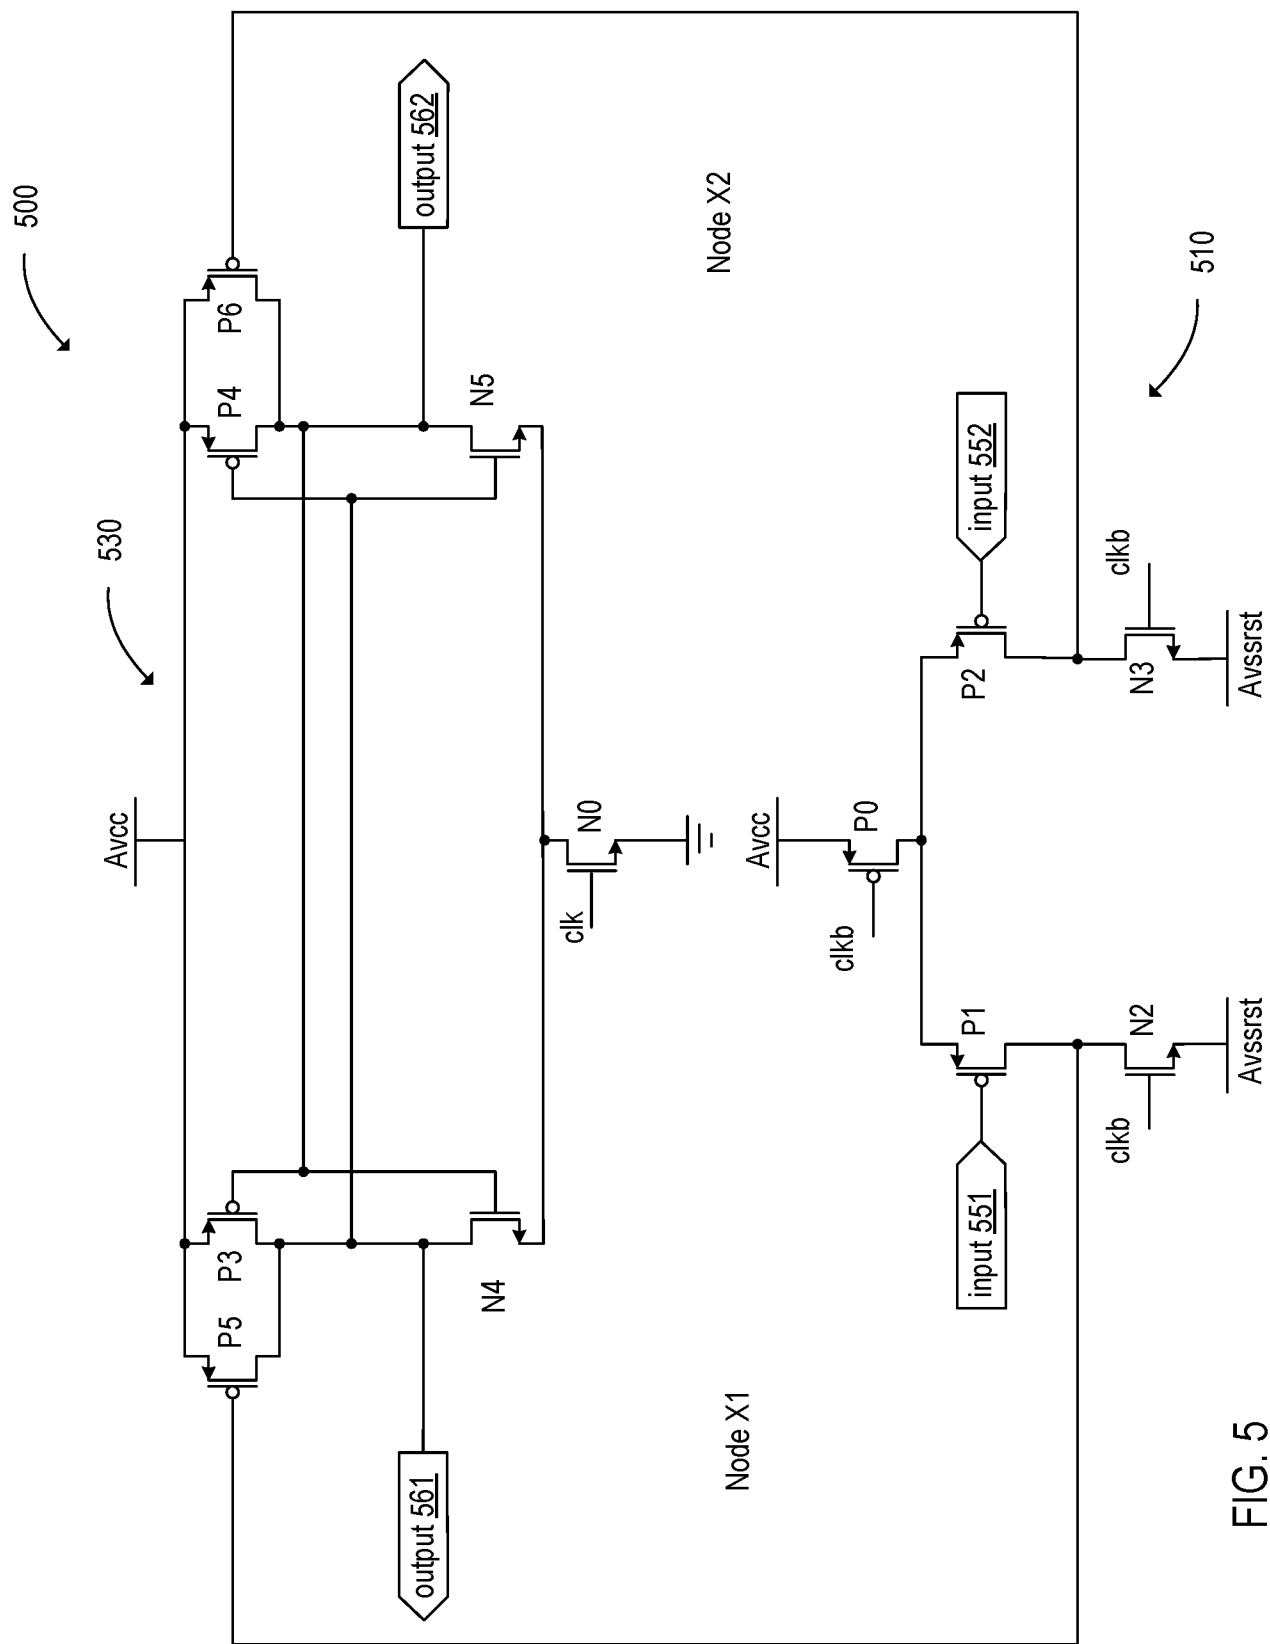 500
530
Avcc
P5
P3
P4
P6
output 561
N4
N5
output 562
clk
N0
Node X1
Node X2
Avcc
clkb
P0
input 551
P1
P2
input 552
clkb
N2
N3
clkb
510
Avssrst
Avssrst
FIG. 5